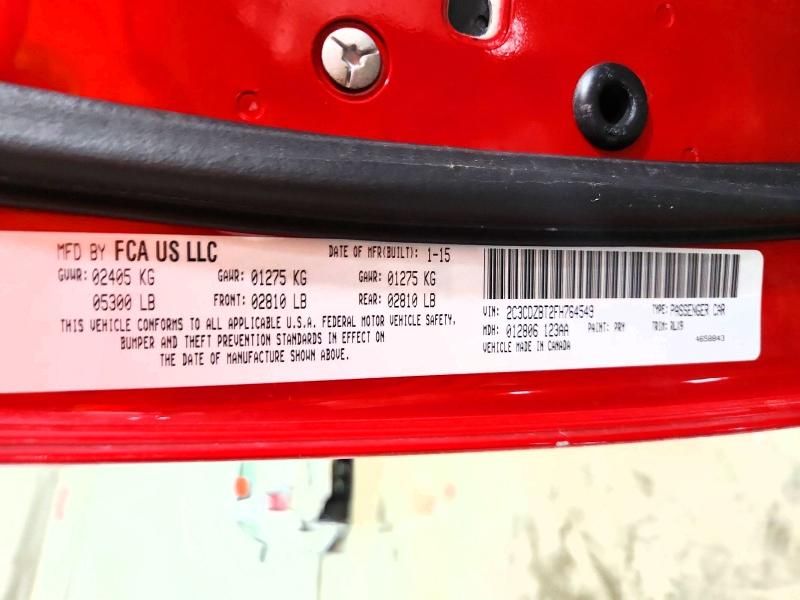 MFD BY FCA US LLC DATE OF MFR(BUILT): 1-15
GVWR: 02405 KG GAWR: 01275 KG GAWR: 01275 KG
05300 LB FRONT: 02810 LB REAR: 02810 LB
THIS VEHICLE CONFORMS TO ALL APPLICABLE U.S.A. FEDERAL MOTOR VEHICLE SAFETY,
BUMPER AND THEFT PREVENTION STANDARDS IN EFFECT ON
THE DATE OF MANUFACTURE SHOWN ABOVE.
VIN: 2C3CDZBT2FH764549 TYPE: PASSENGER CAR
MDH: 012806 123AA PAINT: PRM TRIM: RLX9
VEHICLE MADE IN CANADA 4658843